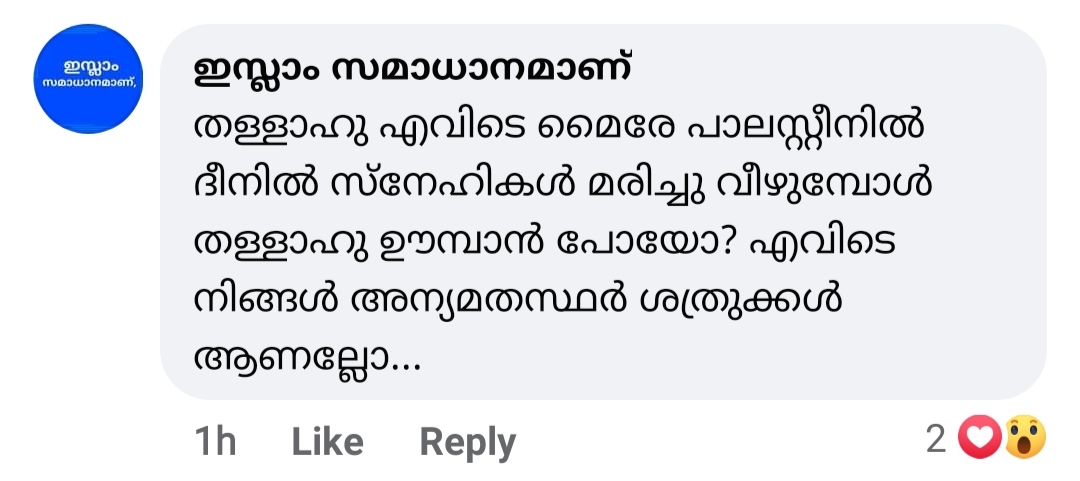 ഇസ്ലാം
സമാധാനമാണ്,
ഇസ്ലാം സമാധാനമാണ്
തള്ളാഹു എവിടെ മൈരേ പാലസ്റ്റീനിൽ
ദീനിൽ സ്നേഹികൾ മരിച്ചു വീഴുമ്പോൾ
തള്ളാഹു ഊമ്പാൻ പോയോ? എവിടെ
നിങ്ങൾ അന്യമതസ്ഥർ ശത്രുക്കൾ
ആണല്ലോ...
1h Like Reply 2